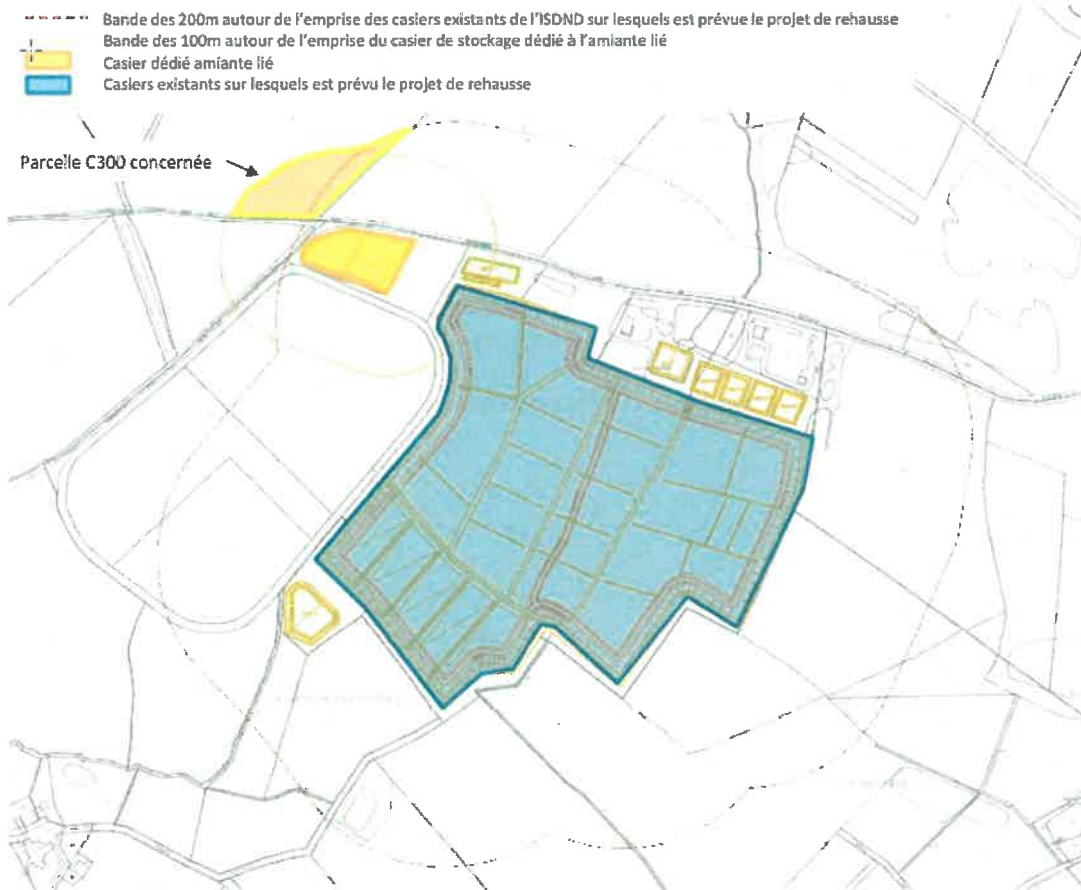 Bande des 200m autour de l'emprise des casiers existants de l'ISDND sur lesquels est prévue le projet de rehausse
Bande des 100m autour de l'emprise du casier de stockage dédié à l'amiante lié
Casier dédié amiante lié
Casiers existants sur lesquels est prévu le projet de rehausse
Parcelle C300 concernée